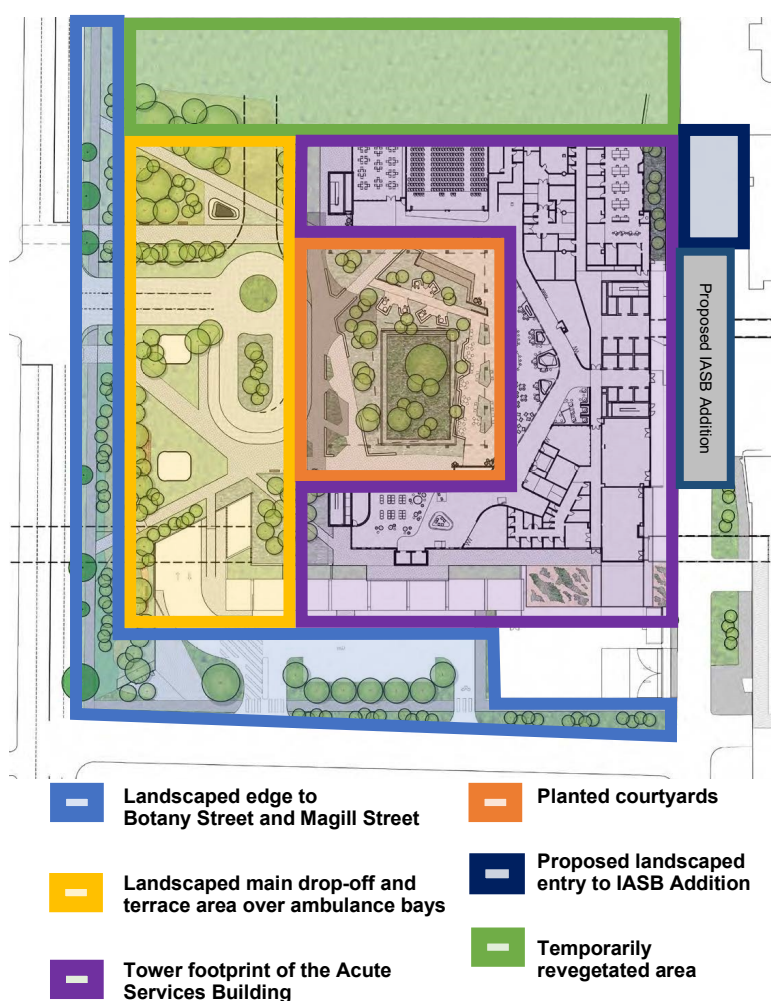 Proposed IASB Addition
Landscaped edge to
Botany Street and Magill Street
Planted courtyards
Landscaped main drop-off and
terrace area over ambulance bays
Proposed landscaped
entry to IASB Addition
Tower footprint of the Acute
Services Building
Temporarily
revegetated area